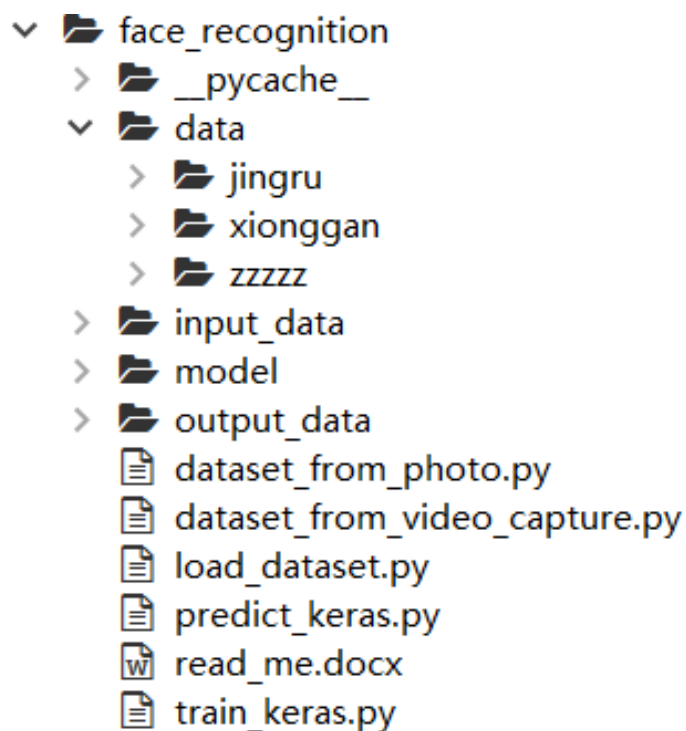 face_recognition
__pycache__
data
jingru
xionggan
zzzzz
input_data
model
output_data
dataset_from_photo.py
dataset_from_video_capture.py
load_dataset.py
predict_keras.py
read_me.docx
train_keras.py